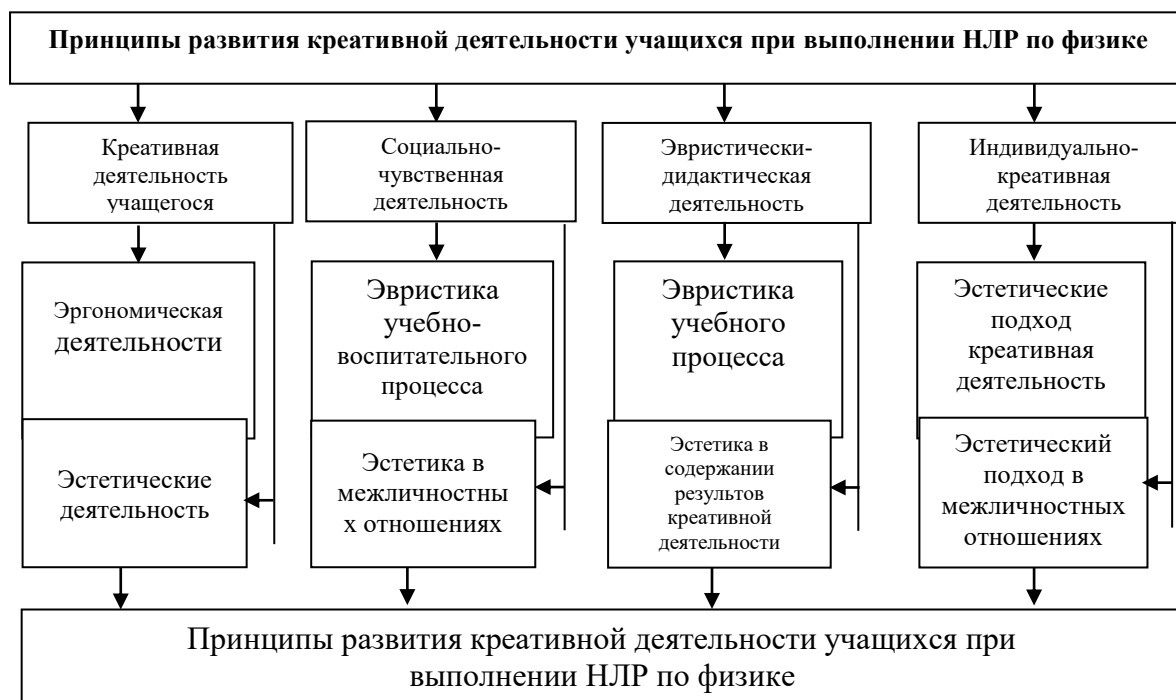 Принципы развития креативной деятельности учащихся при выполнении НЛР по физике
Креативная
деятельность
учащегося
Социально-
чувственная
деятельность
Эвристически-
дидактическая
деятельность
Индивидуально-
креативная
деятельность
Эргономическая
деятельности
Эвристика
учебно-
воспитательного
процесса
Эвристика
учебного
процесса
Эстетические
подход
креативная
деятельность
Эстетические
деятельность
Эстетика в
межличностны
х отношениях
Эстетика в
содержании
результов
креативной
деятельности
Эстетический
подход в
межличностных
отношениях
Принципы развития креативной деятельности учащихся при
выполнении НЛР по физике